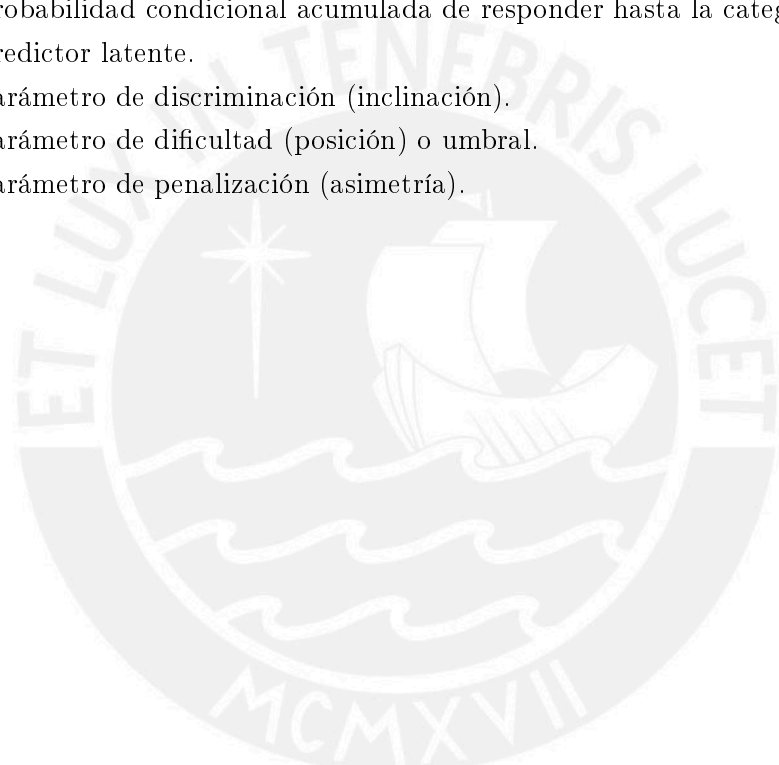 robabilidad condicional acumulada de responder hasta la categ
redictor latente.
arámetro de discriminación (inclinación).
arámetro de dificultad (posición) o umbral.
arámetro de penalización (asimetría).
ET LUX IN TENEBRIS LUCET
MCMXVII